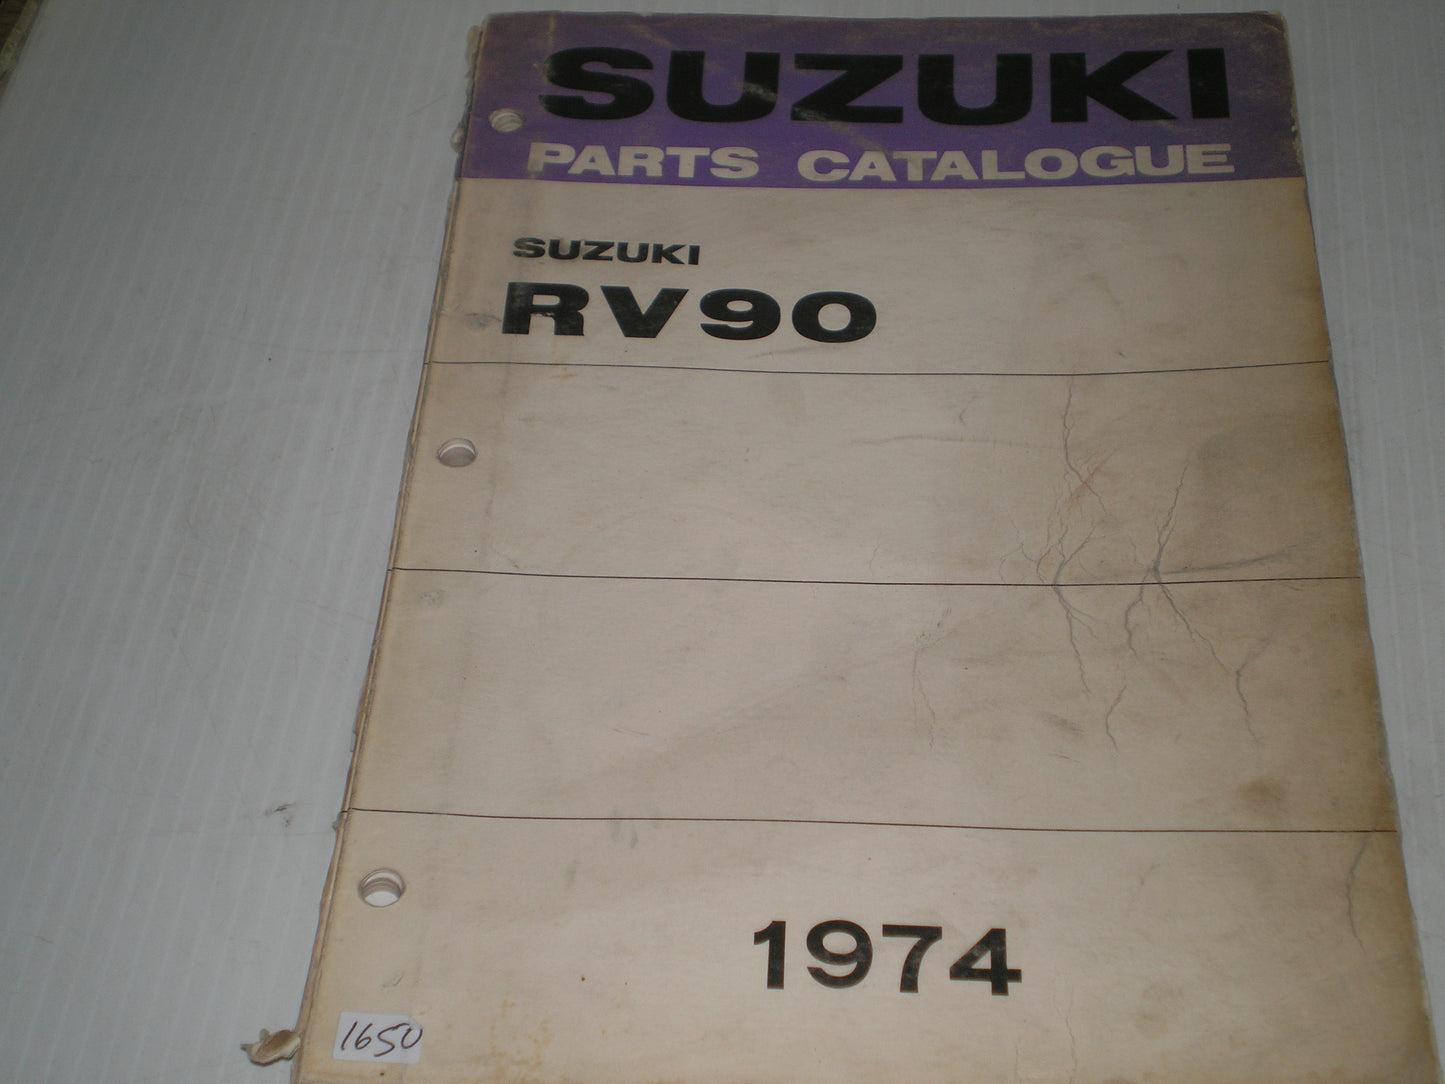 SUZUKI
PARTS CATALOGUE
SUZUKI
RV90
1974
1650